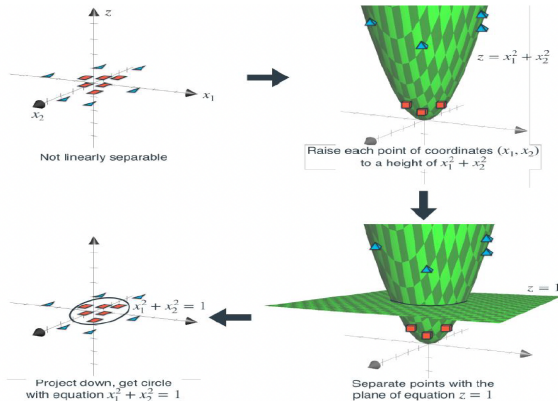 z
x₁
x₂
Not linearly separable
z = x₁² + x₂²
Raise each point of coordinates (x₁, x₂)
to a height of x₁² + x₂²
x₁² + x₂² = 1
Project down, get circle
with equation x₁² + x₂² = 1
z = 1
Separate points with the
plane of equation z = 1